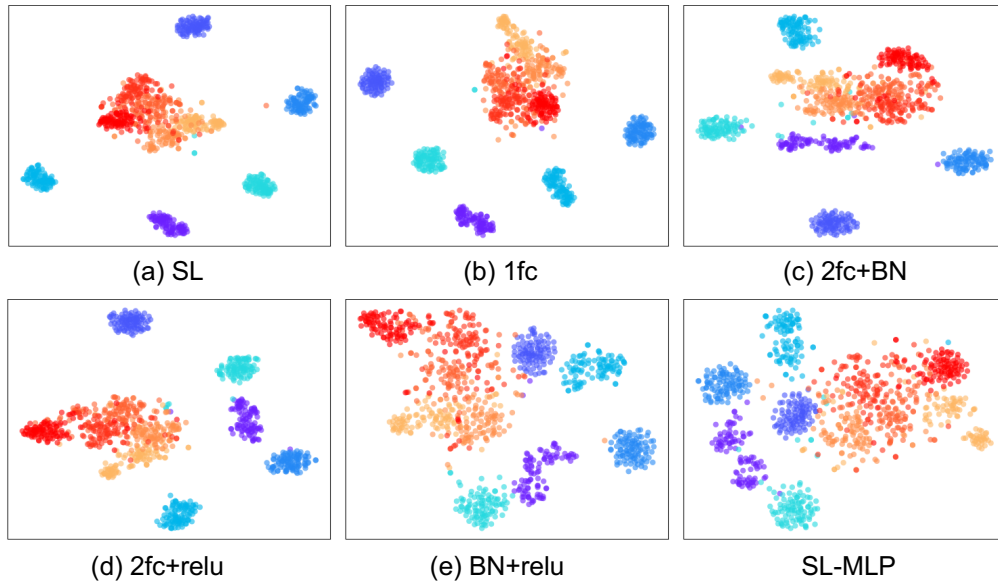 (a) SL
(b) 1fc
(c) 2fc+BN
(d) 2fc+relu
(e) BN+relu
SL-MLP